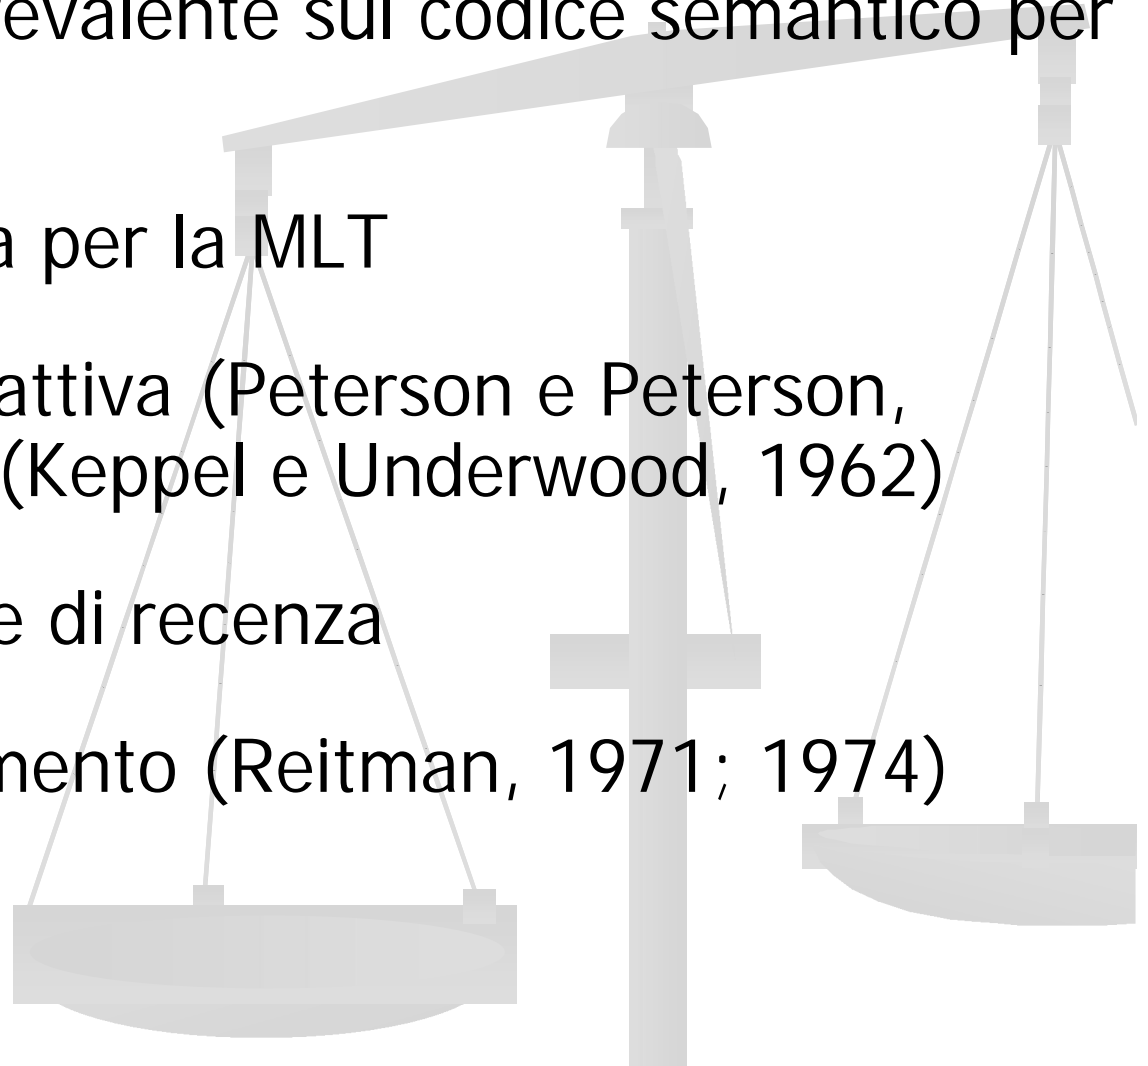 evalente sul codice semantico per
a per la MLT
attiva (Peterson e Peterson,
(Keppel e Underwood, 1962)
e di recenza
mento (Reitman, 1971; 1974)